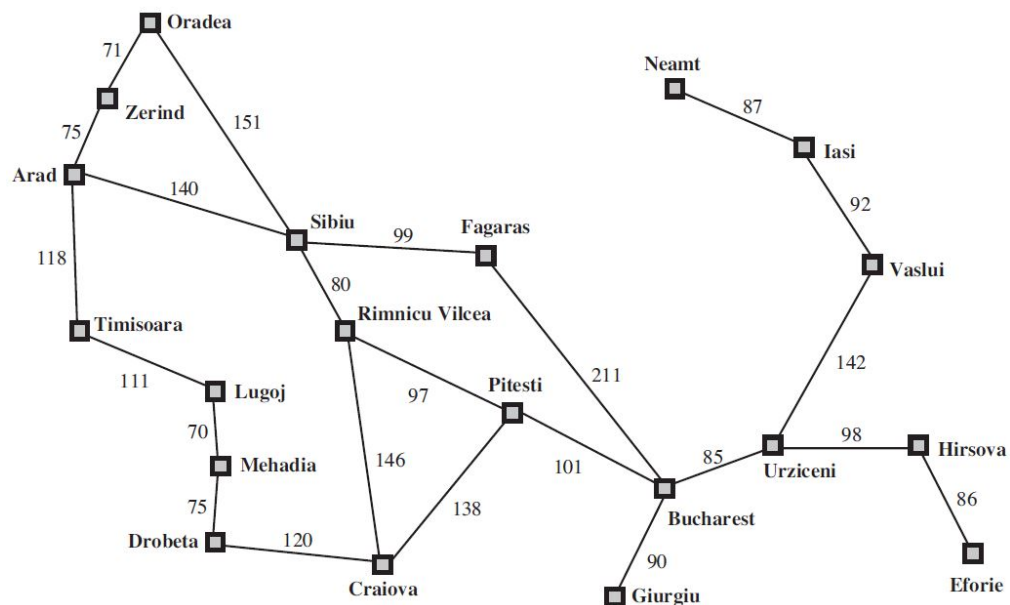 Oradea
71
Neamt
Zerind
87
151
75
Iasi
Arad
140
92
Sibiu
Fagaras
99
118
Vaslui
80
Timisoara
Rimnicu Vilcea
142
111
Lugoj
97
Pitesti
211
70
98
Hirsova
Mehadia
146
101
85
Urziceni
86
75
138
Bucharest
Drobeta
120
90
Craiova
Giurgiu
Eforie